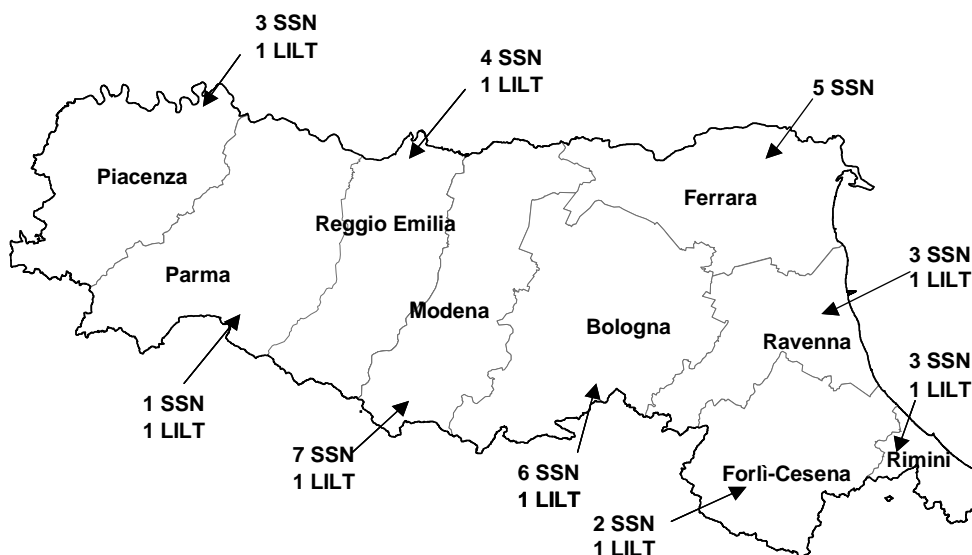 3 SSN
1 LILT
4 SSN
1 LILT
5 SSN
Piacenza
Ferrara
Reggio Emilia
Parma
3 SSN
1 LILT
Modena
Bologna
Ravenna
3 SSN
1 LILT
1 SSN
1 LILT
7 SSN
1 LILT
6 SSN
1 LILT
Rimini
Forlì-Cesena
2 SSN
1 LILT